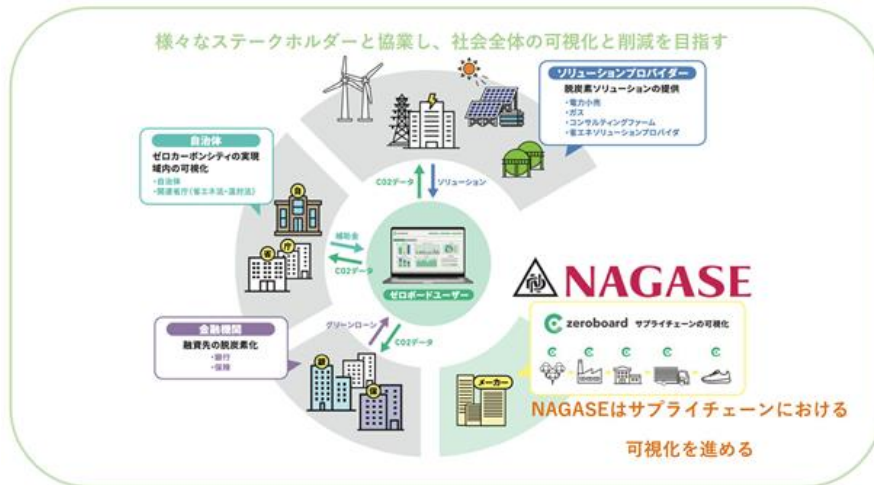 様々なステークホルダーと協業し、社会全体の可視化と削減を目指す
ソリューションプロバイダー
脱炭素ソリューションの提供
・電力小売
・ガス
・コンサルティングファーム
・省エネソリューションプロバイダ
自治体
ゼロカーボンシティの実現
域内の可視化
・自治体
・関連省庁(省エネ法・温対法)
自
省
庁
CO2データ
ソリューション
補助金
CO2データ
ゼロボードユーザー
グリーンローン
CO2データ
金融機関
融資先の脱炭素化
・銀行
・保険
銀
保
メーカー
NAGASE
zeroboard サプライチェーンの可視化
NAGASEはサプライチェーンにおける
可視化を進める